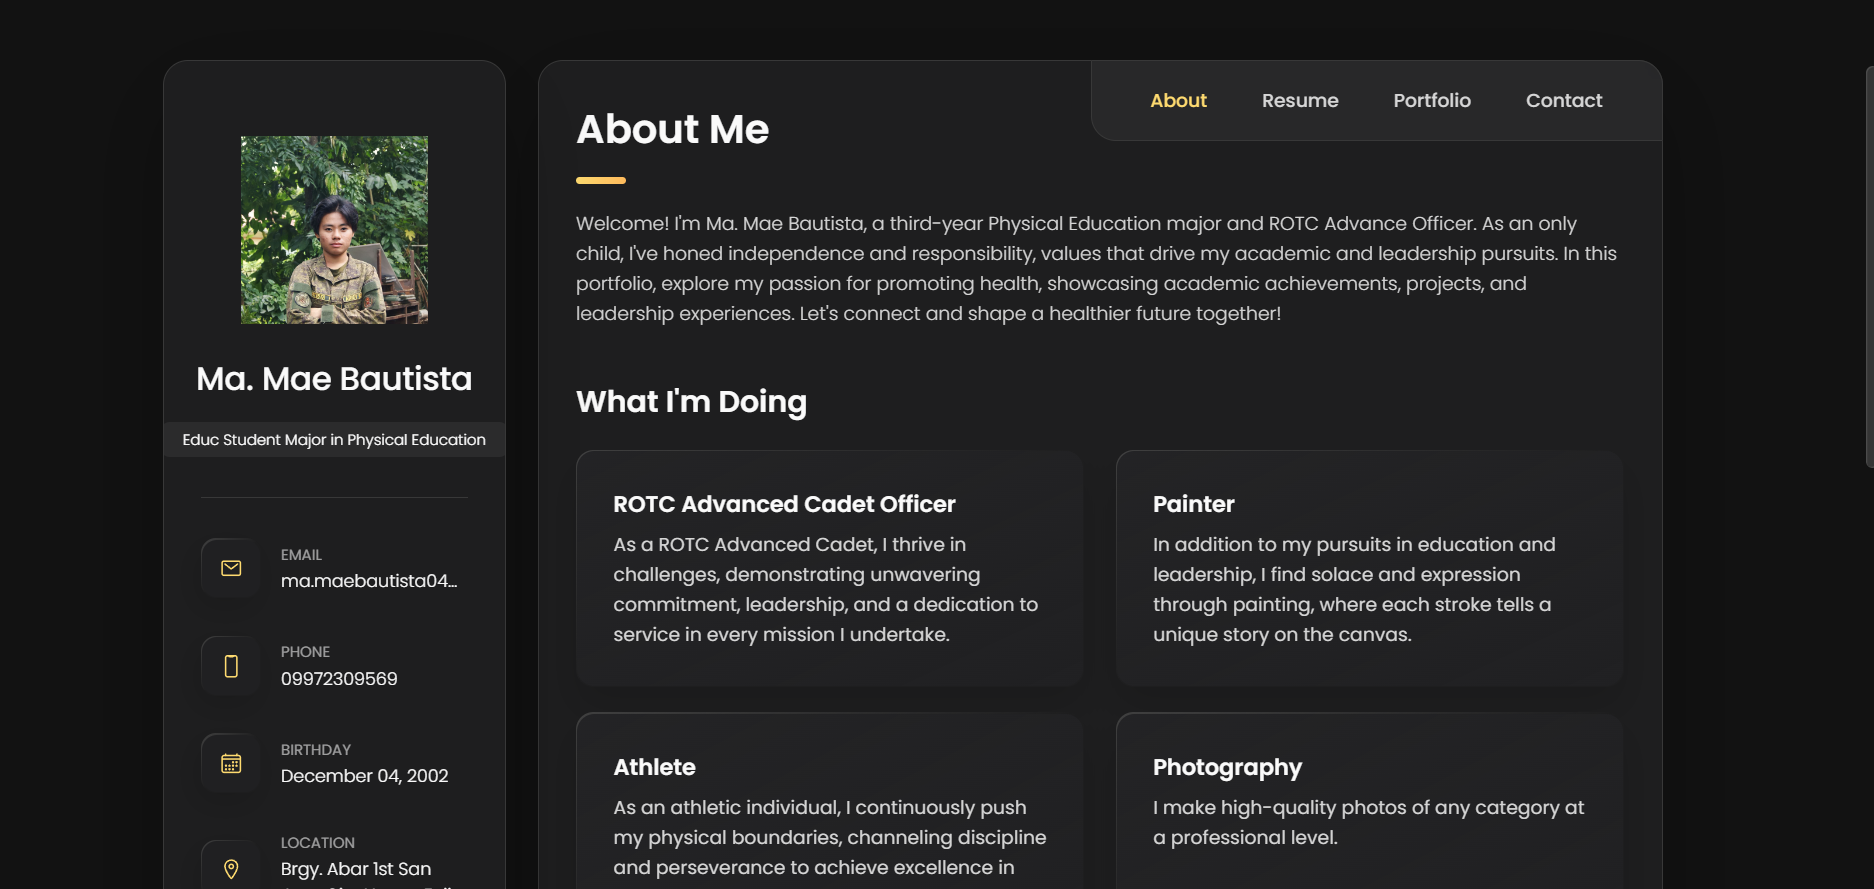 Ma. Mae Bautista
Educ Student Major in Physical Education
EMAIL
ma.maebautista04...
PHONE
09972309569
BIRTHDAY
December 04, 2002
LOCATION
Brgy. Abar 1st San
About
Resume
Portfolio
Contact
About Me
Welcome! I'm Ma. Mae Bautista, a third-year Physical Education major and ROTC Advance Officer. As an only
child, I've honed independence and responsibility, values that drive my academic and leadership pursuits. In this
portfolio, explore my passion for promoting health, showcasing academic achievements, projects, and
leadership experiences. Let's connect and shape a healthier future together!
What I'm Doing
ROTC Advanced Cadet Officer
As a ROTC Advanced Cadet, I thrive in
challenges, demonstrating unwavering
commitment, leadership, and a dedication to
service in every mission I undertake.
Painter
In addition to my pursuits in education and
leadership, I find solace and expression
through painting, where each stroke tells a
unique story on the canvas.
Athlete
As an athletic individual, I continuously push
my physical boundaries, channeling discipline
and perseverance to achieve excellence in
Photography
I make high-quality photos of any category at
a professional level.